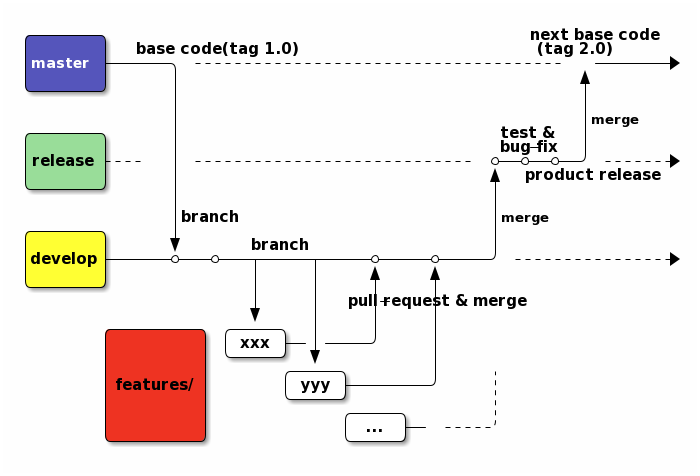 next base code
base code(tag 1.0)
(tag 2.0)
master
merge
test &
bug fix
release
product release
branch
merge
branch
develop
pull request & merge
xxx
features/
yyy
...